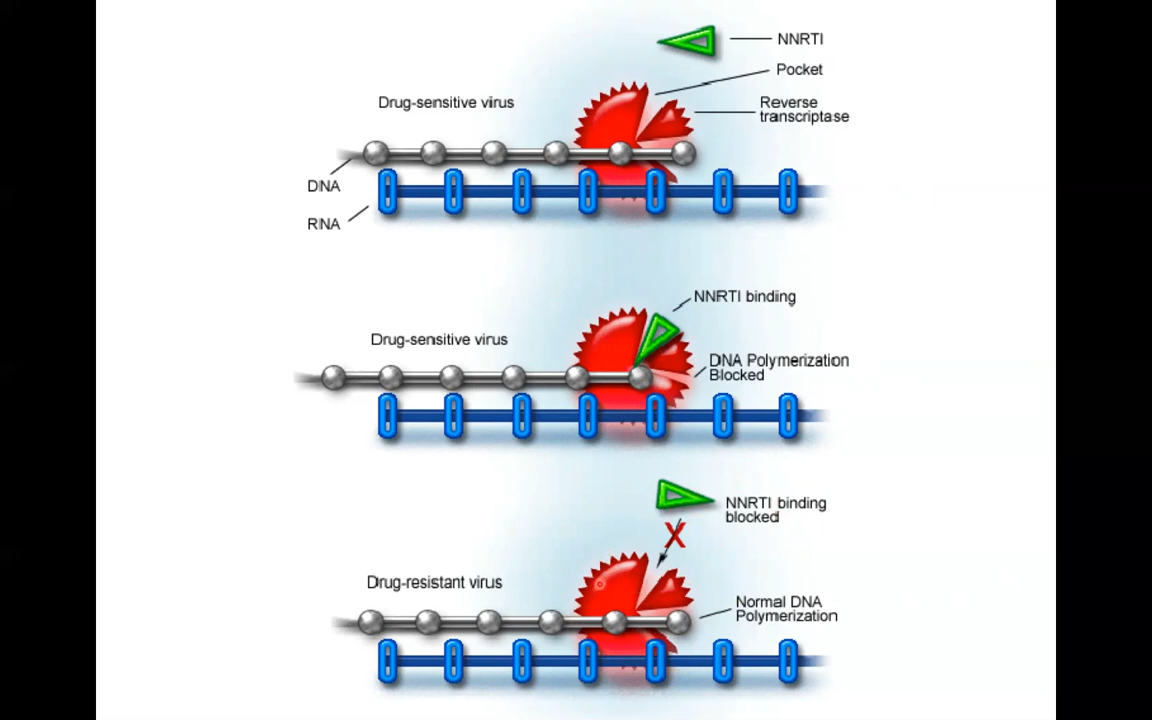 NNRTI
Pocket
Drug-sensitive virus
Reverse
transcriptase
DNA
RNA
NNRTI binding
Drug-sensitive virus
DNA Polymerization
Blocked
NNRTI binding
blocked
X
Drug-resistant virus
Normal DNA
Polymerization